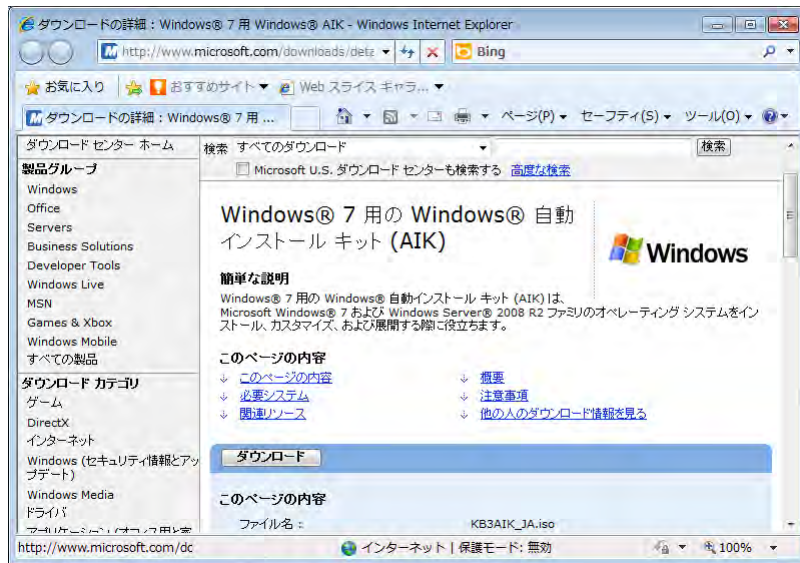 ダウンロードの詳細 : Windows® 7 用 Windows® AIK - Windows Internet Explorer
http://www.microsoft.com/downloads/deta
Bing
お気に入り おすすめサイト Web スライス ギャラ...
ダウンロードの詳細 : Windows® 7 用 ...
ページ(P) セーフティ(S) ツール(O)
ダウンロード センター ホーム
製品グループ
Windows
Office
Servers
Business Solutions
Developer Tools
Windows Live
MSN
Games & Xbox
Windows Mobile
すべての製品
ダウンロード カテゴリ
ゲーム
DirectX
インターネット
Windows (セキュリティ情報とアップデート)
Windows Media
ドライバ
検索 すべてのダウンロード 検索
Microsoft U.S. ダウンロード センターも検索する 高度な検索
Windows® 7 用の Windows® 自動
インストール キット (AIK)
Windows
簡単な説明
Windows® 7 用の Windows® 自動インストール キット (AIK) は、
Microsoft Windows® 7 および Windows Server® 2008 R2 ファミリのオペレーティング システムをイン
ストール、カスタマイズ、および展開する際に役立ちます。
このページの内容
このページの内容 概要
必要システム 注意事項
関連リソース 他の人のダウンロード情報を見る
ダウンロード
このページの内容
ファイル名 : KB3AIK_JA.iso
http://www.microsoft.com/dc インターネット | 保護モード: 無効 100%